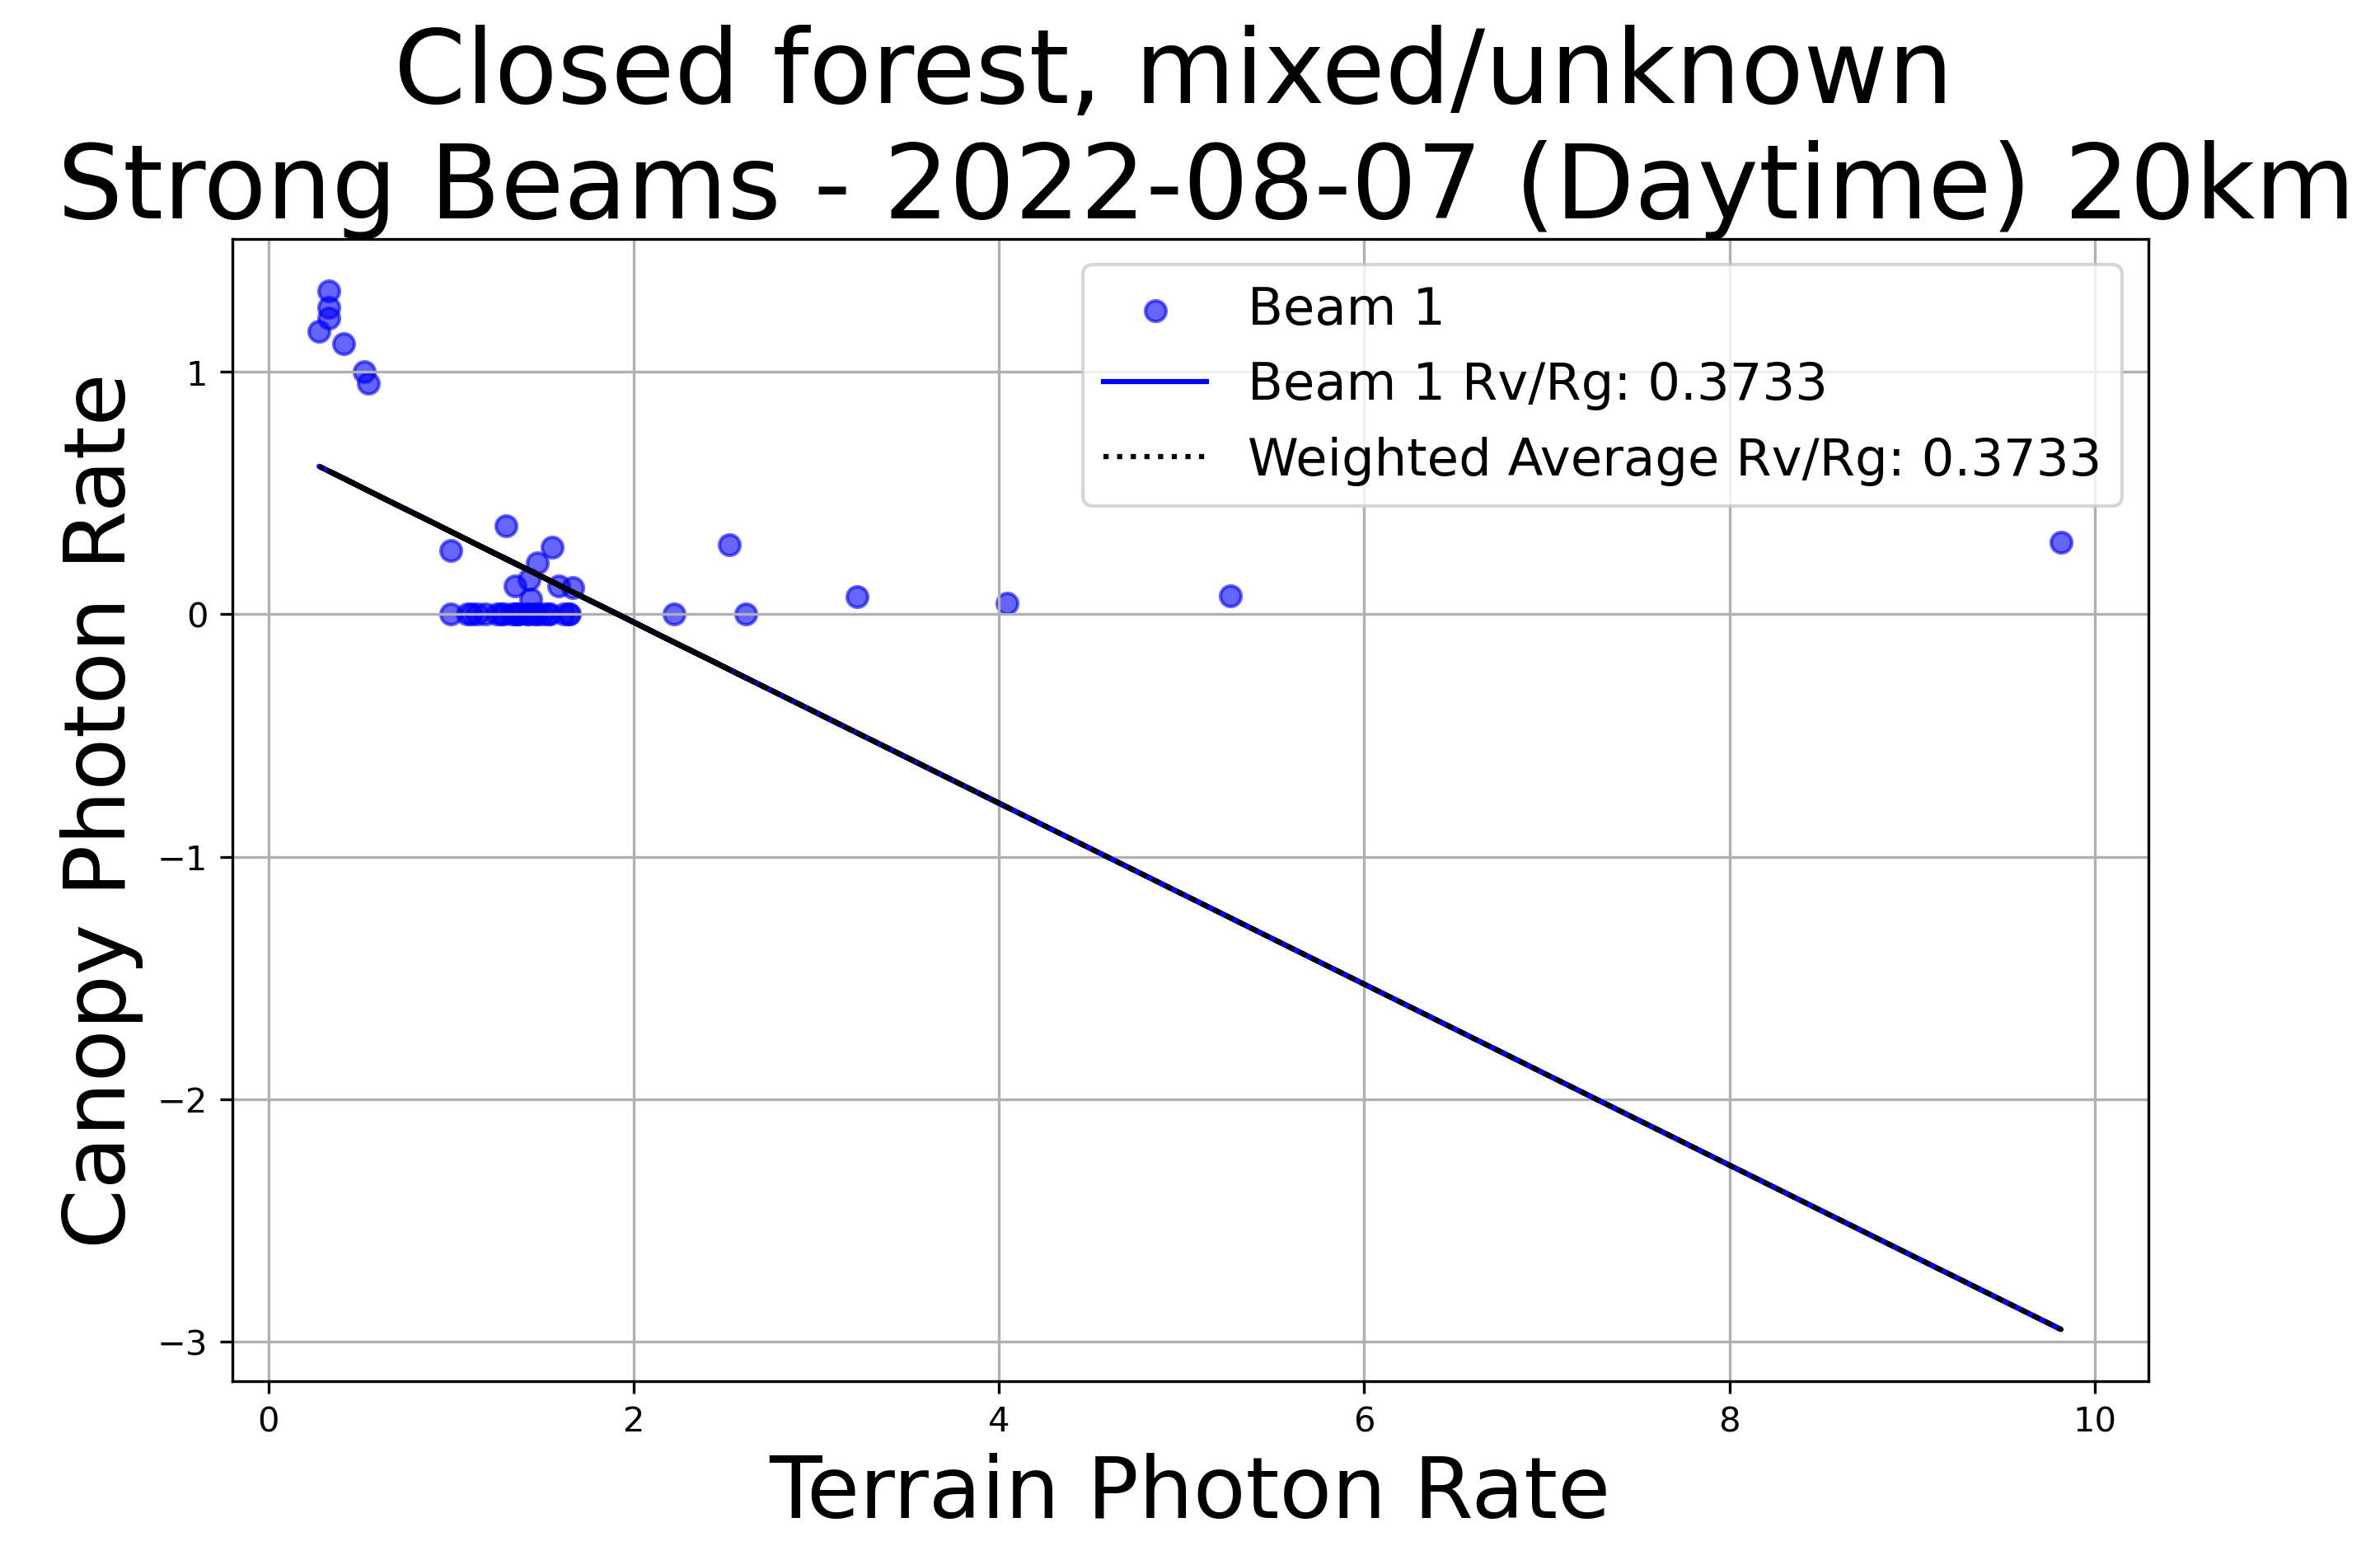 Closed forest, mixed/unknown
Strong Beams - 2022-08-07 (Daytime) 20km
Beam 1
Beam 1 Rv/Rg: 0.3733
Weighted Average Rv/Rg: 0.3733
Canopy Photon Rate
1
0
−1
−2
−3
0 2 4 6 8 10
Terrain Photon Rate